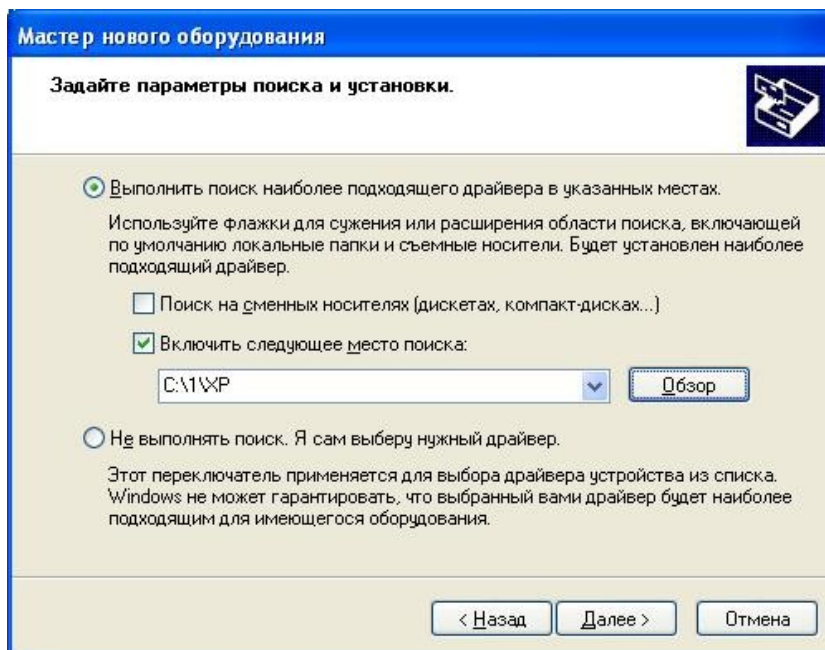 Мастер нового оборудования
Задайте параметры поиска и установки.
Выполнить поиск наиболее подходящего драйвера в указанных местах.
Используйте флажки для сужения или расширения области поиска, включающей
по умолчанию локальные папки и съемные носители. Будет установлен наиболее
подходящий драйвер.
Поиск на сменных носителях (дискетах, компакт-дисках...)
Включить следующее место поиска:
C:\1\XP
Обзор
Не выполнять поиск. Я сам выберу нужный драйвер.
Этот переключатель применяется для выбора драйвера устройства из списка.
Windows не может гарантировать, что выбранный вами драйвер будет наиболее
подходящим для имеющегося оборудования.
< Назад Далее > Отмена